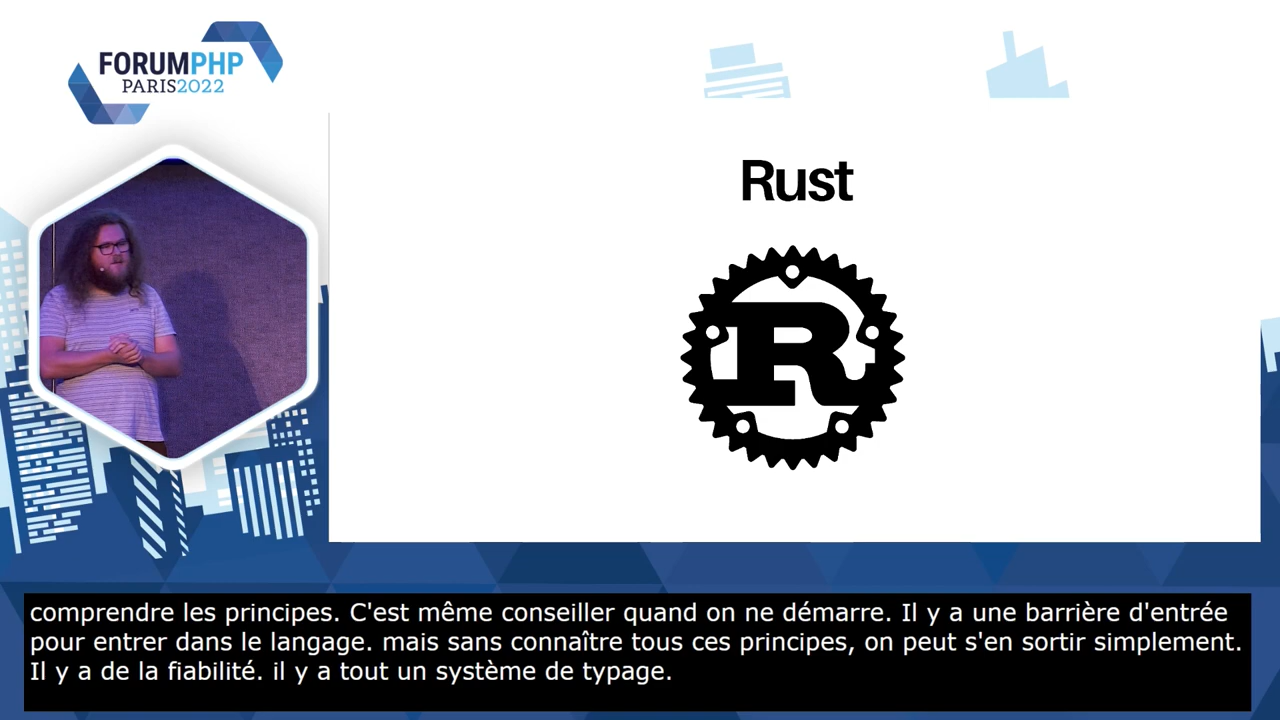 FORUMPHP
PARIS2022
Rust
R
comprendre les principes. C'est même conseiller quand on ne démarre. Il y a une barrière d'entrée
pour entrer dans le langage. mais sans connaître tous ces principes, on peut s'en sortir simplement.
Il y a de la fiabilité. il y a tout un système de typage.